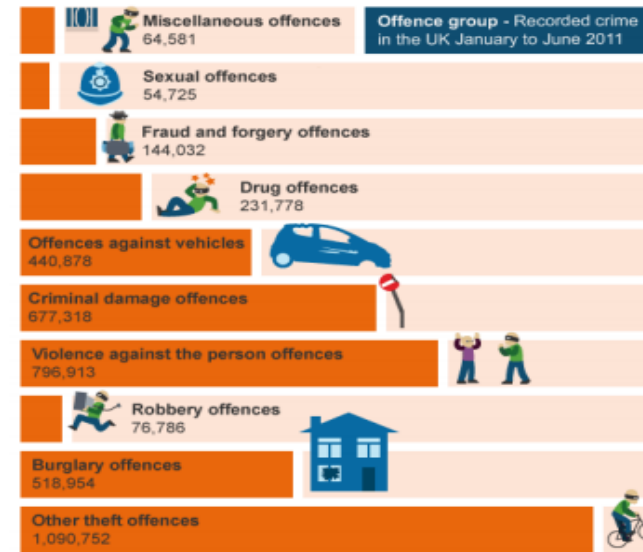 Miscellaneous offences
64,581
Offence group - Recorded crime
in the UK January to June 2011
Sexual offences
54,725
Fraud and forgery offences
144,032
Drug offences
231,778
Offences against vehicles
440,878
Criminal damage offences
677,318
Violence against the person offences
796,913
Robbery offences
76,786
Burglary offences
518,954
Other theft offences
1,090,752